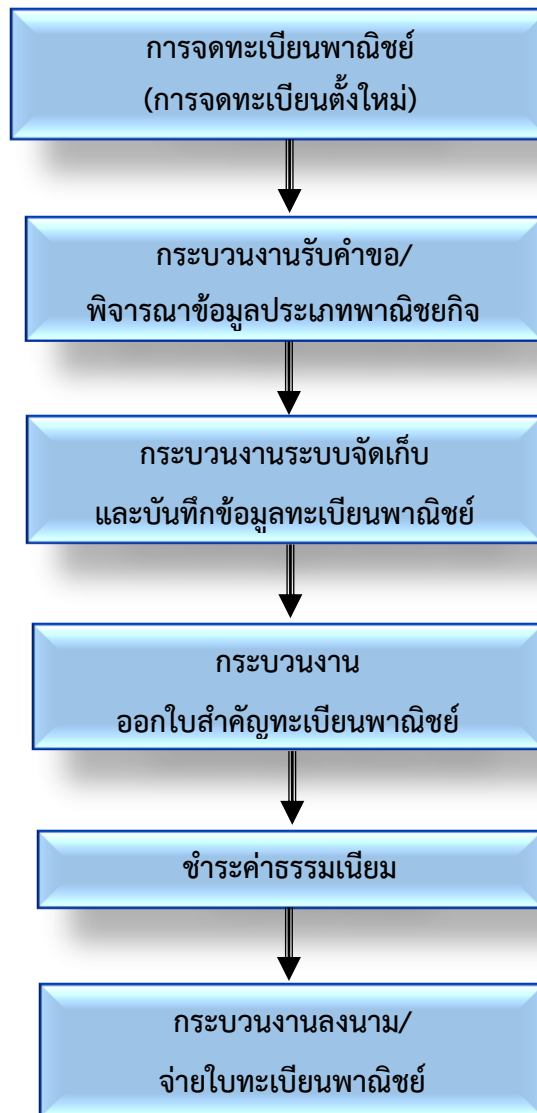 การจดทะเบียนพาณิชย์
(การจดทะเบียนตั้งใหม่)
กระบวนงานรับคำขอ/
พิจารณาข้อมูลประเภทพาณิชยกิจ
กระบวนงานระบบจัดเก็บ
และบันทึกข้อมูลทะเบียนพาณิชย์
กระบวนงาน
ออกใบสำคัญทะเบียนพาณิชย์
ชำระค่าธรรมเนียม
กระบวนงานลงนาม/
จ่ายใบทะเบียนพาณิชย์